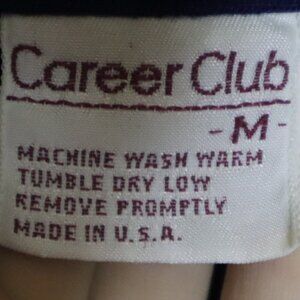 Career Club
- M -
MACHINE WASH WARM
TUMBLE DRY LOW
REMOVE PROMPTLY
MADE IN U.S.A.